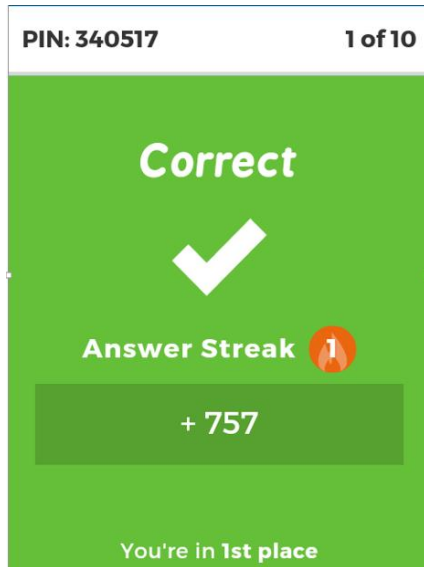 PIN: 340517 1 of 10
Correct
Answer Streak 1
+ 757
You're in 1st place